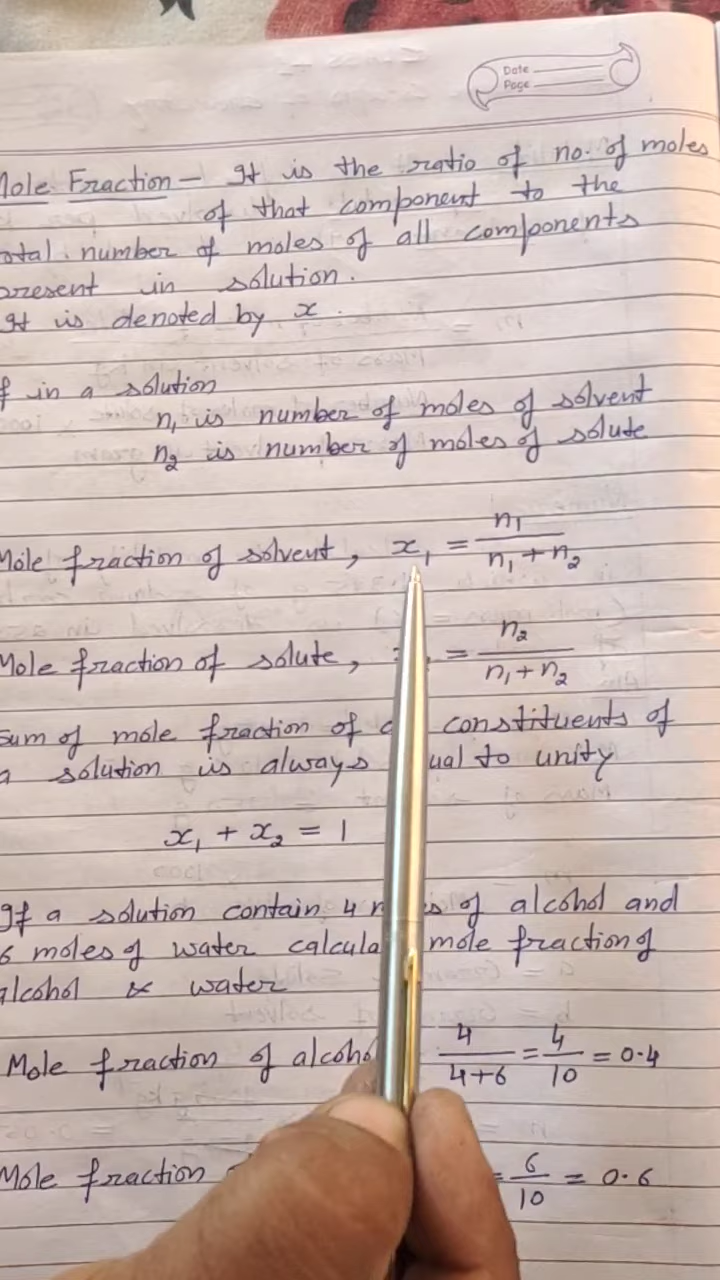 Date
Page
Mole Fraction - It is the ratio of no. of moles
of that component to the
total number of moles of all components
present in solution.
It is denoted by x.
If in a solution
n₁ is number of moles of solvent
n₂ is number of moles of solute
Mole fraction of solvent, x₁ = n₁ / (n₁ + n₂)
Mole fraction of solute, = n₂ / (n₁ + n₂)
Sum of mole fraction of constituents of
a solution is always equal to unity
x₁ + x₂ = 1
If a solution contain 4 moles of alcohol and
6 moles of water calculate mole fraction of
alcohol & water
Mole fraction of alcohol 4/(4+6) = 4/10 = 0.4
Mole fraction = 6/10 = 0.6